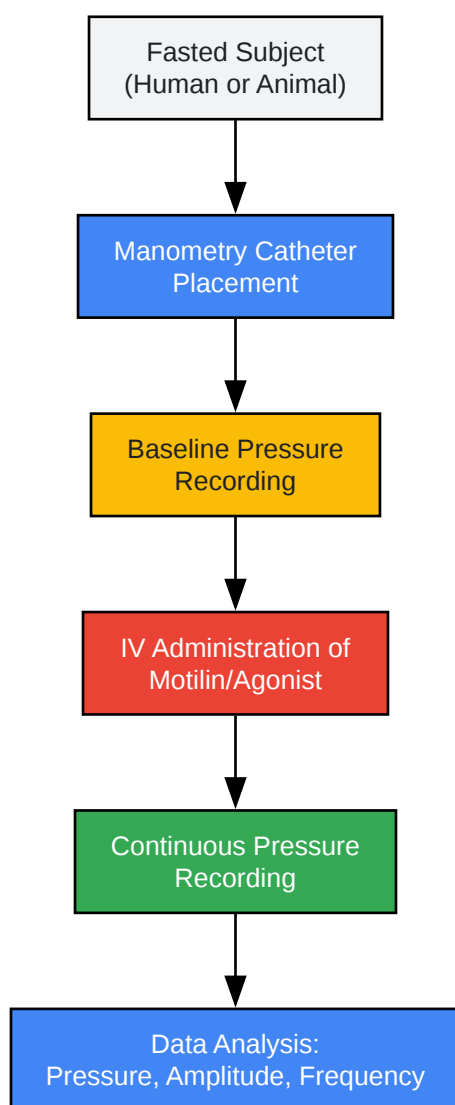 Fasted Subject
(Human or Animal)
Manometry Catheter
Placement
Baseline Pressure
Recording
IV Administration of
Motilin/Agonist
Continuous Pressure
Recording
Data Analysis:
Pressure, Amplitude, Frequency